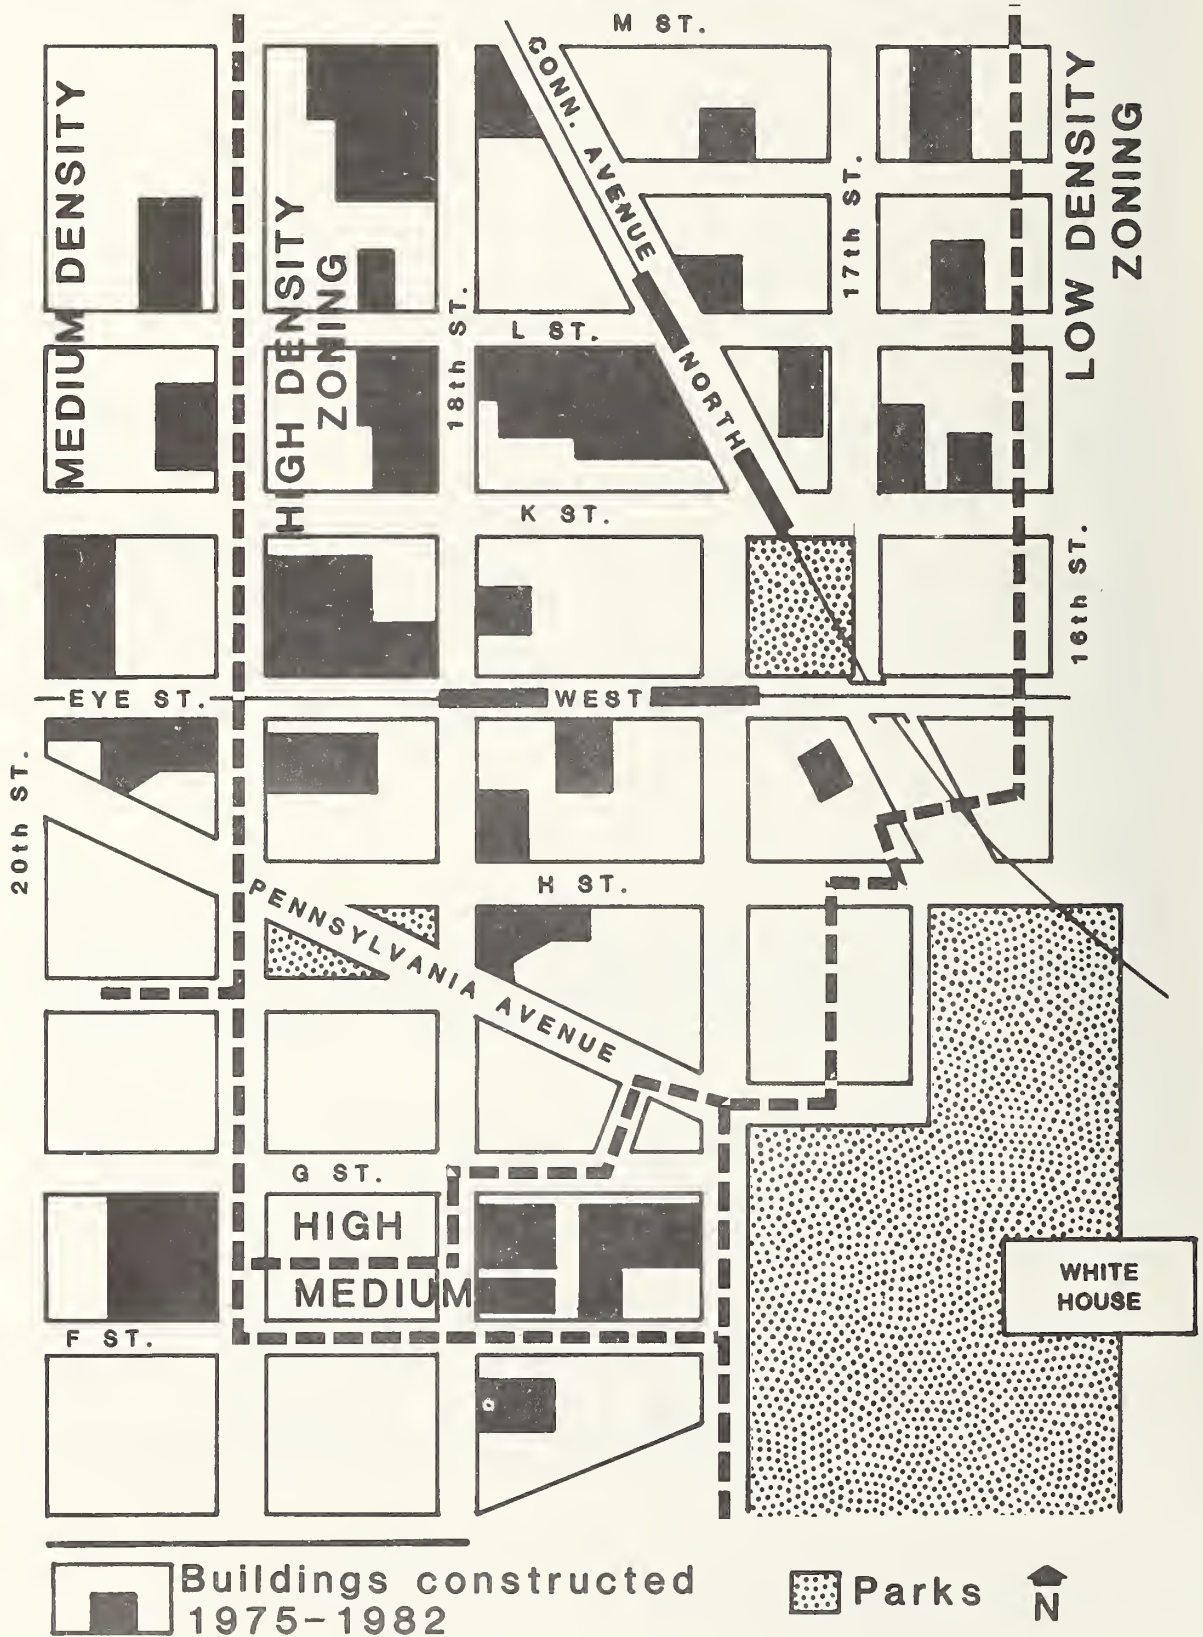 M ST.
CONN. AVENUE
MEDIUM DENSITY
HIGH DENSITY
ZONING
17th ST.
LOW DENSITY
ZONING
18th ST.
L ST.
NORTH
K ST.
16th ST.
EYE ST.
WEST
20th ST.
H ST.
PENNSYLVANIA AVENUE
G ST.
HIGH
MEDIUM
WHITE
HOUSE
F ST.
Buildings constructed
1975-1982
Parks
N